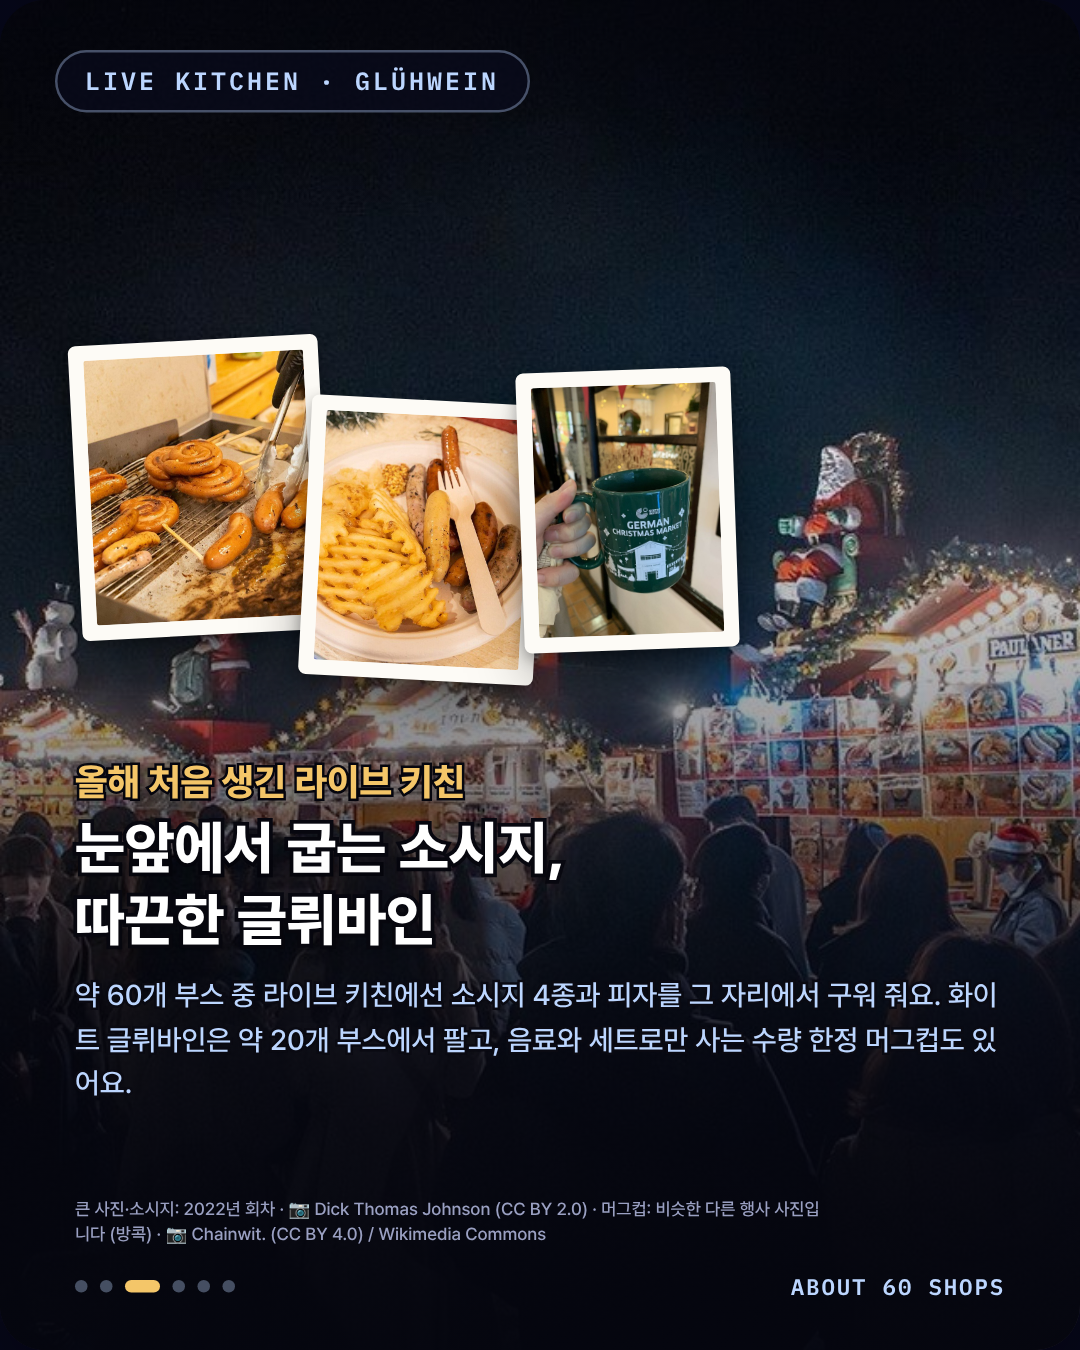 LIVE KITCHEN · GLÜHWEIN
GERMAN
CHRISTMAS MARKET
PAULANER
올해 처음 생긴 라이브 키친
눈앞에서 굽는 소시지,
따끈한 글뤼바인
약 60개 부스 중 라이브 키친에선 소시지 4종과 피자를 그 자리에서 구워 줘요. 화이
트 글뤼바인은 약 20개 부스에서 팔고, 음료와 세트로만 사는 수량 한정 머그컵도 있
어요.
큰 사진·소시지: 2022년 회차 · 📷 Dick Thomas Johnson (CC BY 2.0) · 머그컵: 비슷한 다른 행사 사진입
니다 (방콕) · 📷 Chainwit. (CC BY 4.0) / Wikimedia Commons
ABOUT 60 SHOPS